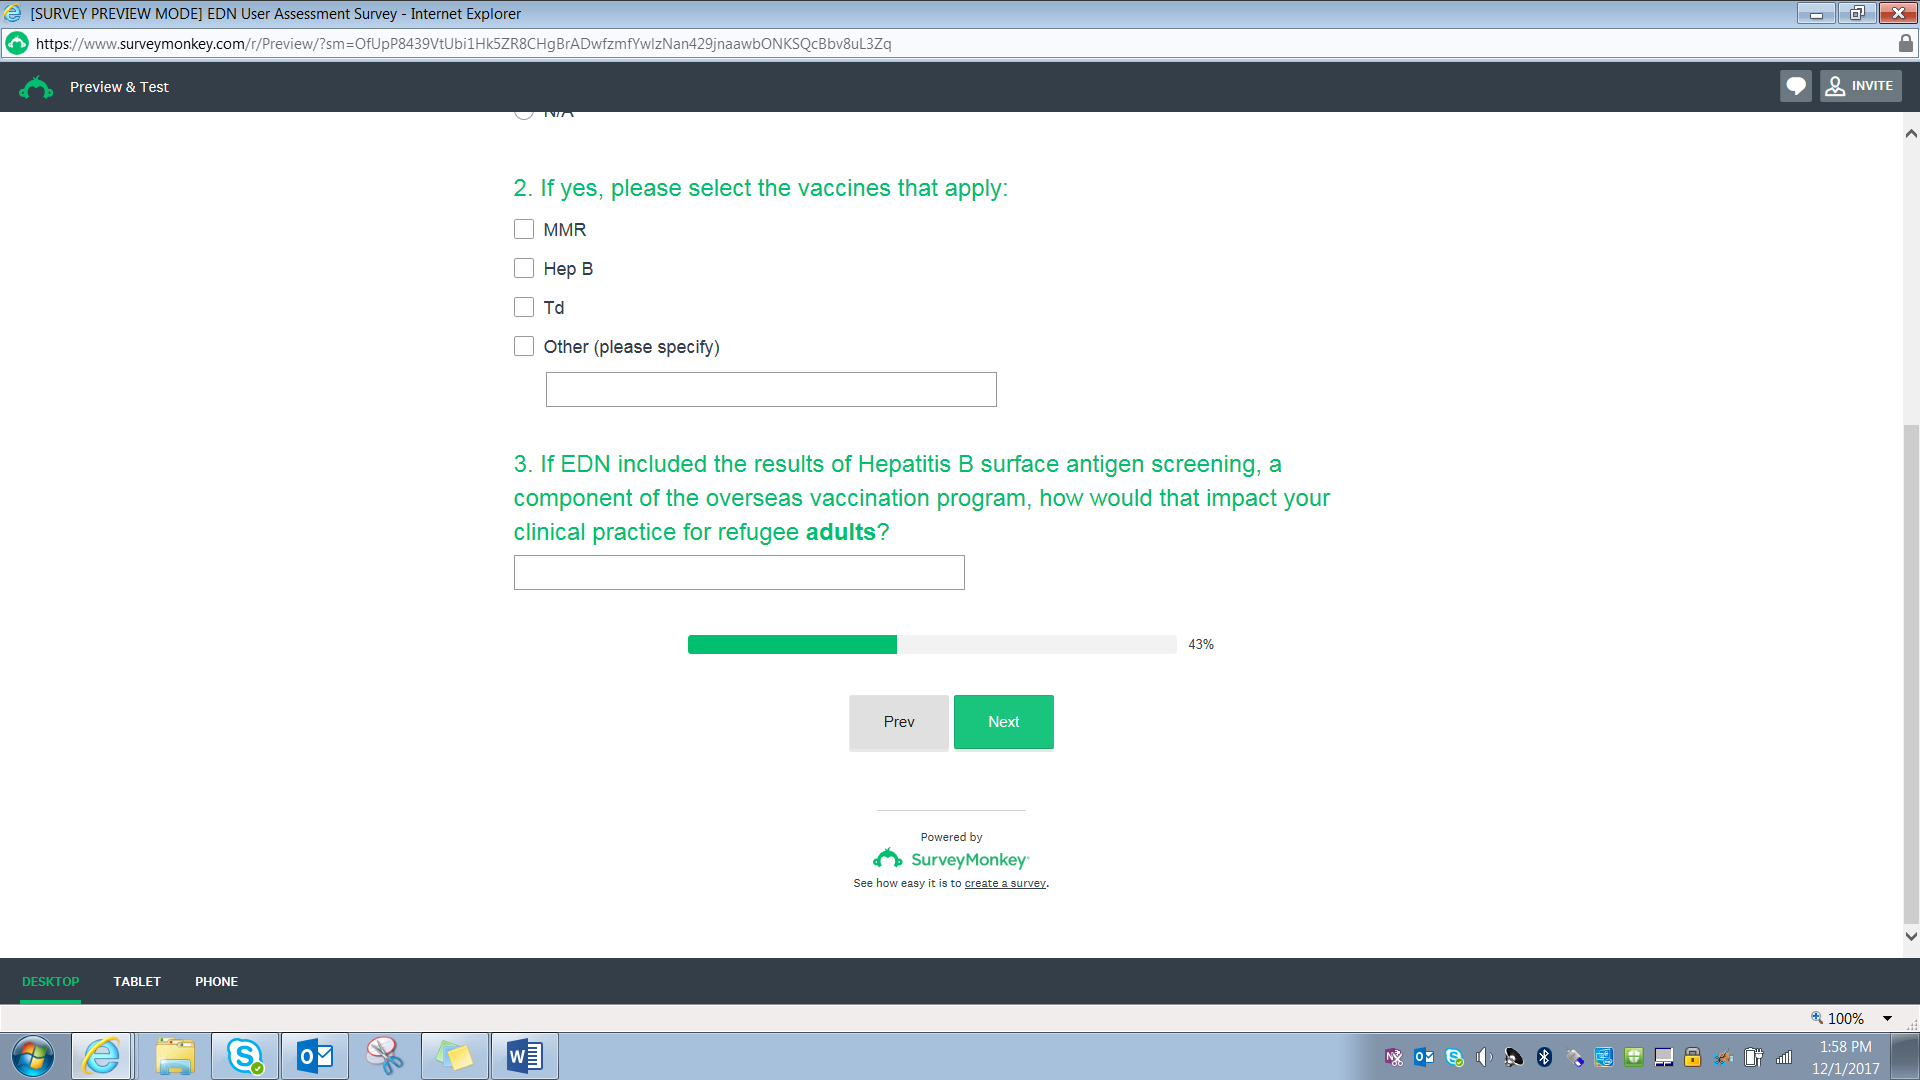 [SURVEY PREVIEW MODE] EDN User Assessment Survey - Internet Explorer
https://www.surveymonkey.com/r/Preview/?sm=OfUpP8439VtUbi1Hk5ZR8CHgBrADwfzmfYwlzNan429jnaawbONKSQcBbv8uL3Zq
Preview & Test
INVITE
N/A
2. If yes, please select the vaccines that apply:
MMR
Hep B
Td
Other (please specify)
3. If EDN included the results of Hepatitis B surface antigen screening, a
component of the overseas vaccination program, how would that impact your
clinical practice for refugee adults?
43%
Prev Next
Powered by
SurveyMonkey
See how easy it is to create a survey.
DESKTOP TABLET PHONE
100%
1:58 PM
12/1/2017